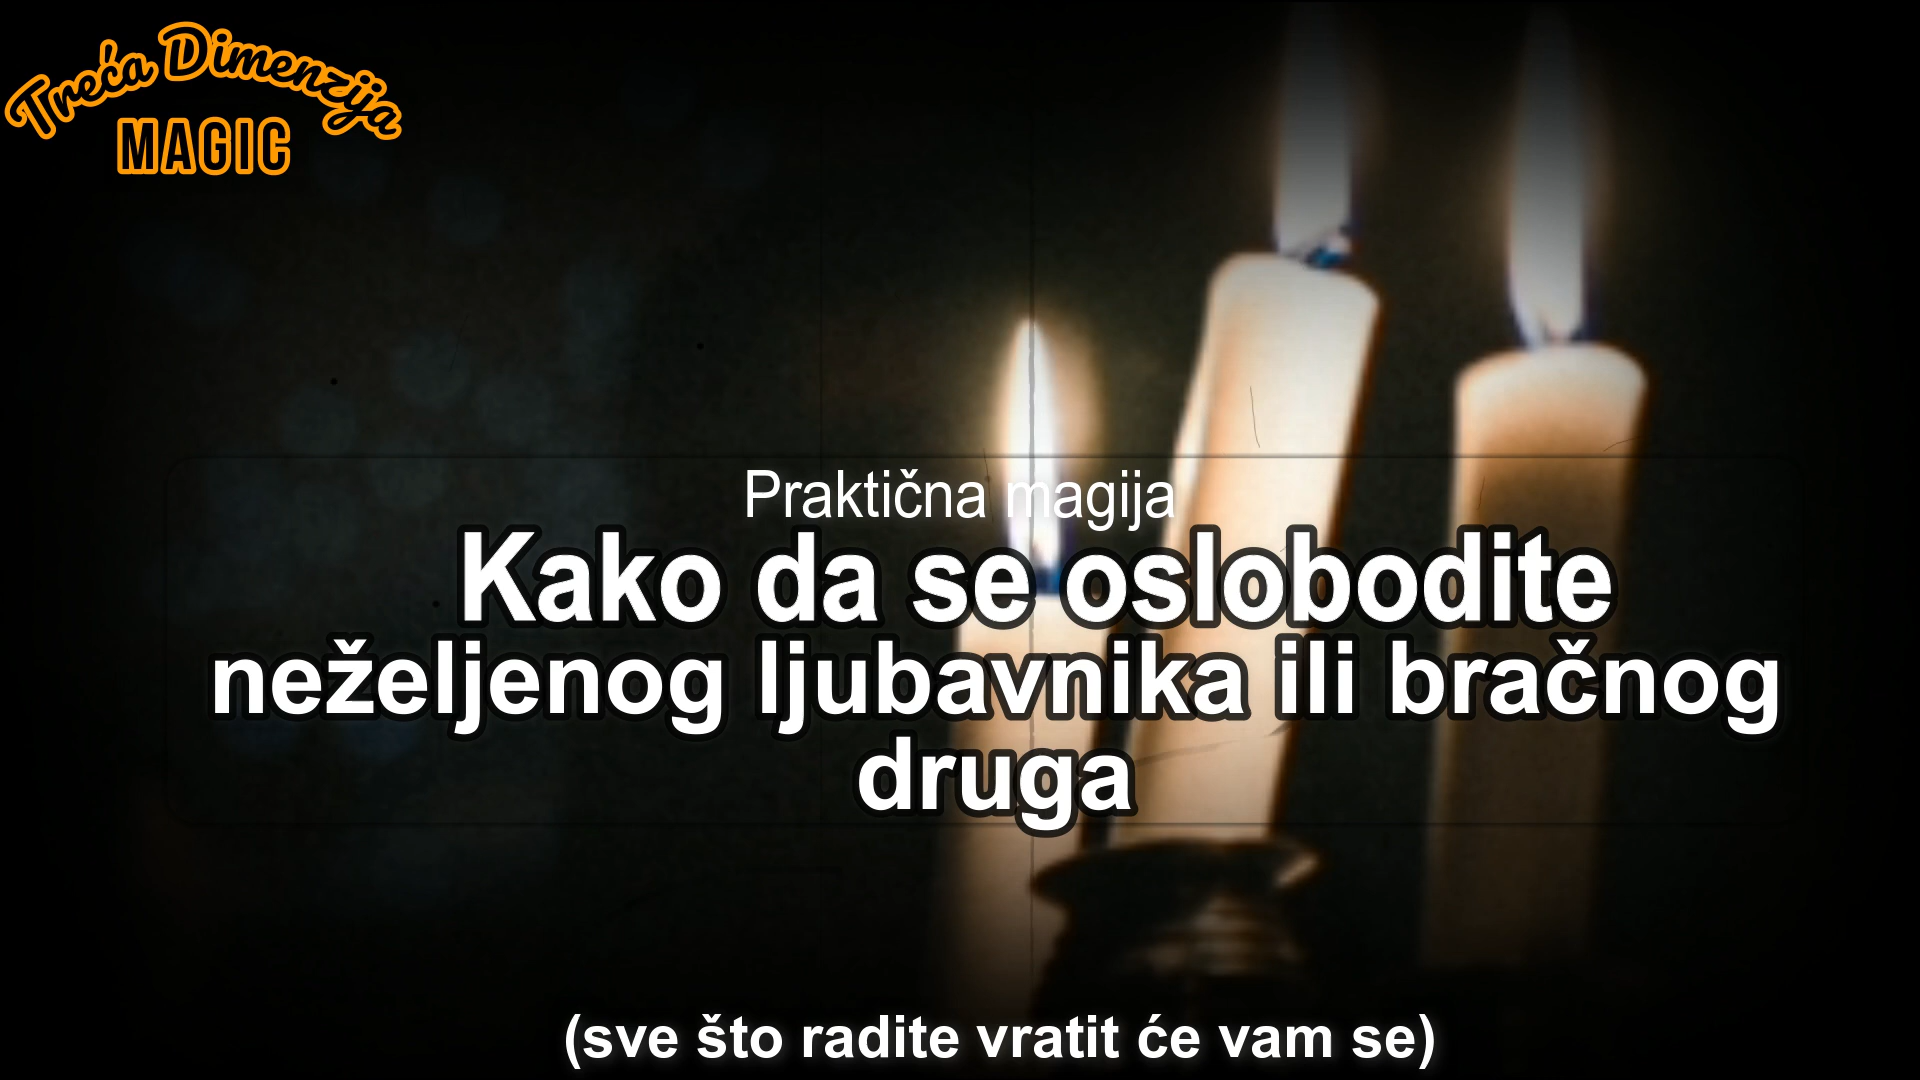 Treća Dimenzija
MAGIC
Praktična magija
Kako da se oslobodite
neželjenog ljubavnika ili bračnog
druga
(sve što radite vratit će vam se)